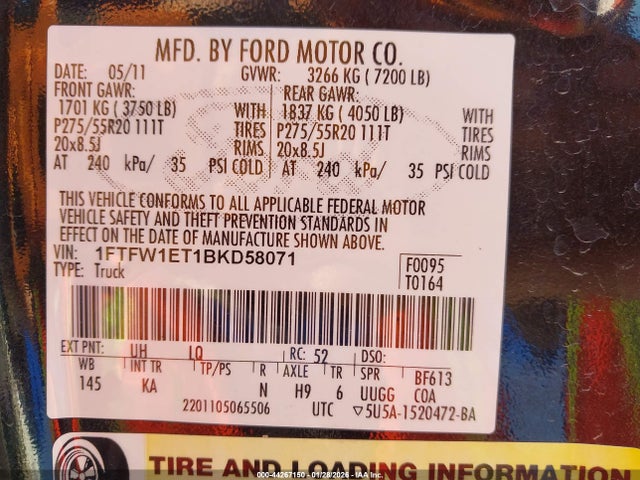 MFD. BY FORD MOTOR CO.
DATE: 05/11 GVWR: 3266 KG ( 7200 LB)
FRONT GAWR: REAR GAWR:
1701 KG ( 3750 LB) WITH 1837 KG ( 4050 LB) WITH
P275/55R20 111T TIRES P275/55R20 111T TIRES
20x8.5J RIMS 20x8.5J RIMS
AT 240 kPa/ 35 PSI COLD AT 240 kPa/ 35 PSI COLD
THIS VEHICLE CONFORMS TO ALL APPLICABLE FEDERAL MOTOR
VEHICLE SAFETY AND THEFT PREVENTION STANDARDS IN
EFFECT ON THE DATE OF MANUFACTURE SHOWN ABOVE.
VIN: 1FTFW1ET1BKD58071 F0095
TYPE: Truck T0164
EXT PNT: UH LQ RC: 52 DSO:
WB INT TR TP/PS R AXLE TR SPR BF613
145 KA N H9 6 UUGG COA
2201105065506 UTC ▽5U5A-1520472-BA
TIRE AND LOADING INFORMATION
000-44267150 - 01/28/2026 - IAA Inc.